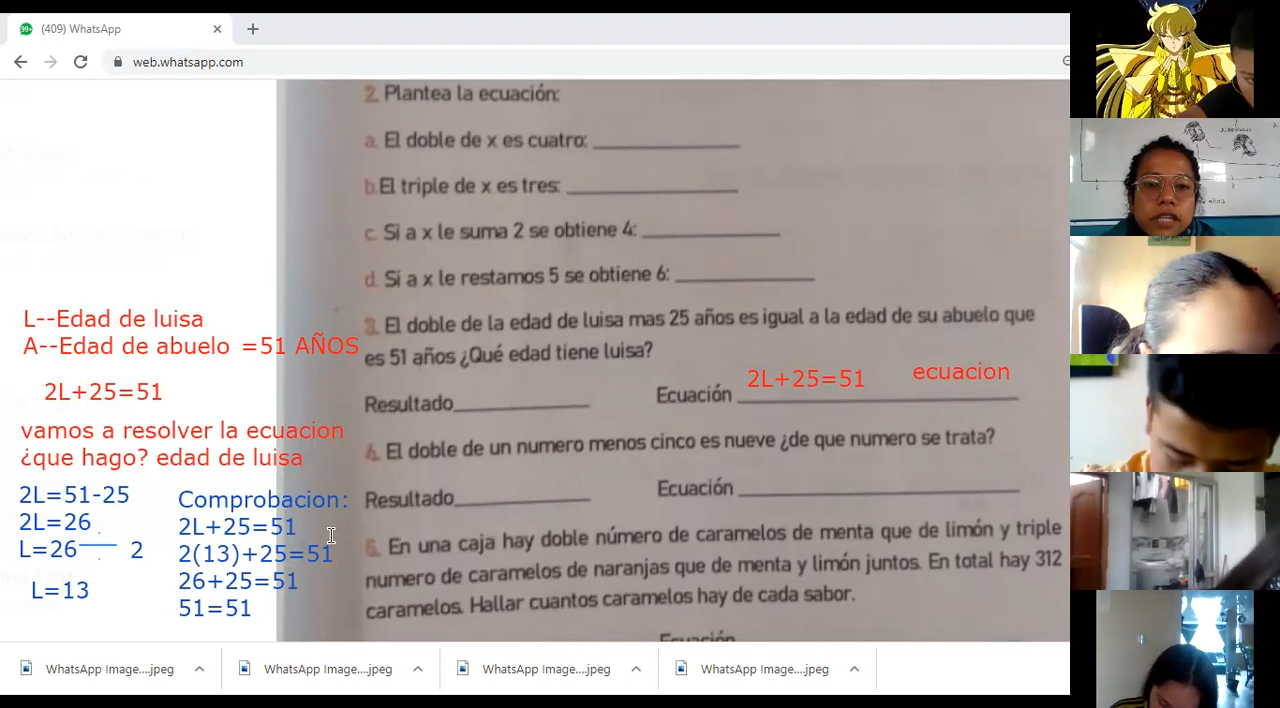 (409) WhatsApp
web.whatsapp.com
2. Plantea la ecuación:
a. El doble de x es cuatro:
b.El triple de x es tres:
c. Si a x le suma 2 se obtiene 4:
d. Si a x le restamos 5 se obtiene 6:
3. El doble de la edad de luisa mas 25 años es igual a la edad de su abuelo que
es 51 años ¿Qué edad tiene luisa?
Resultado
Ecuación 2L+25=51 ecuacion
4. El doble de un numero menos cinco es nueve ¿de que numero se trata?
Resultado
Ecuación
5. En una caja hay doble número de caramelos de menta que de limón y triple
numero de caramelos de naranjas que de menta y limón juntos. En total hay 312
caramelos. Hallar cuantos caramelos hay de cada sabor.
Ecuación
L--Edad de luisa
A--Edad de abuelo =51 AÑOS
2L+25=51
vamos a resolver la ecuacion
¿que hago? edad de luisa
2L=51-25
2L=26
L=26 2
L=13
Comprobacion:
2L+25=51
2(13)+25=51
26+25=51
51=51
WhatsApp Image....jpeg
WhatsApp Image....jpeg
WhatsApp Image....jpeg
WhatsApp Image....jpeg